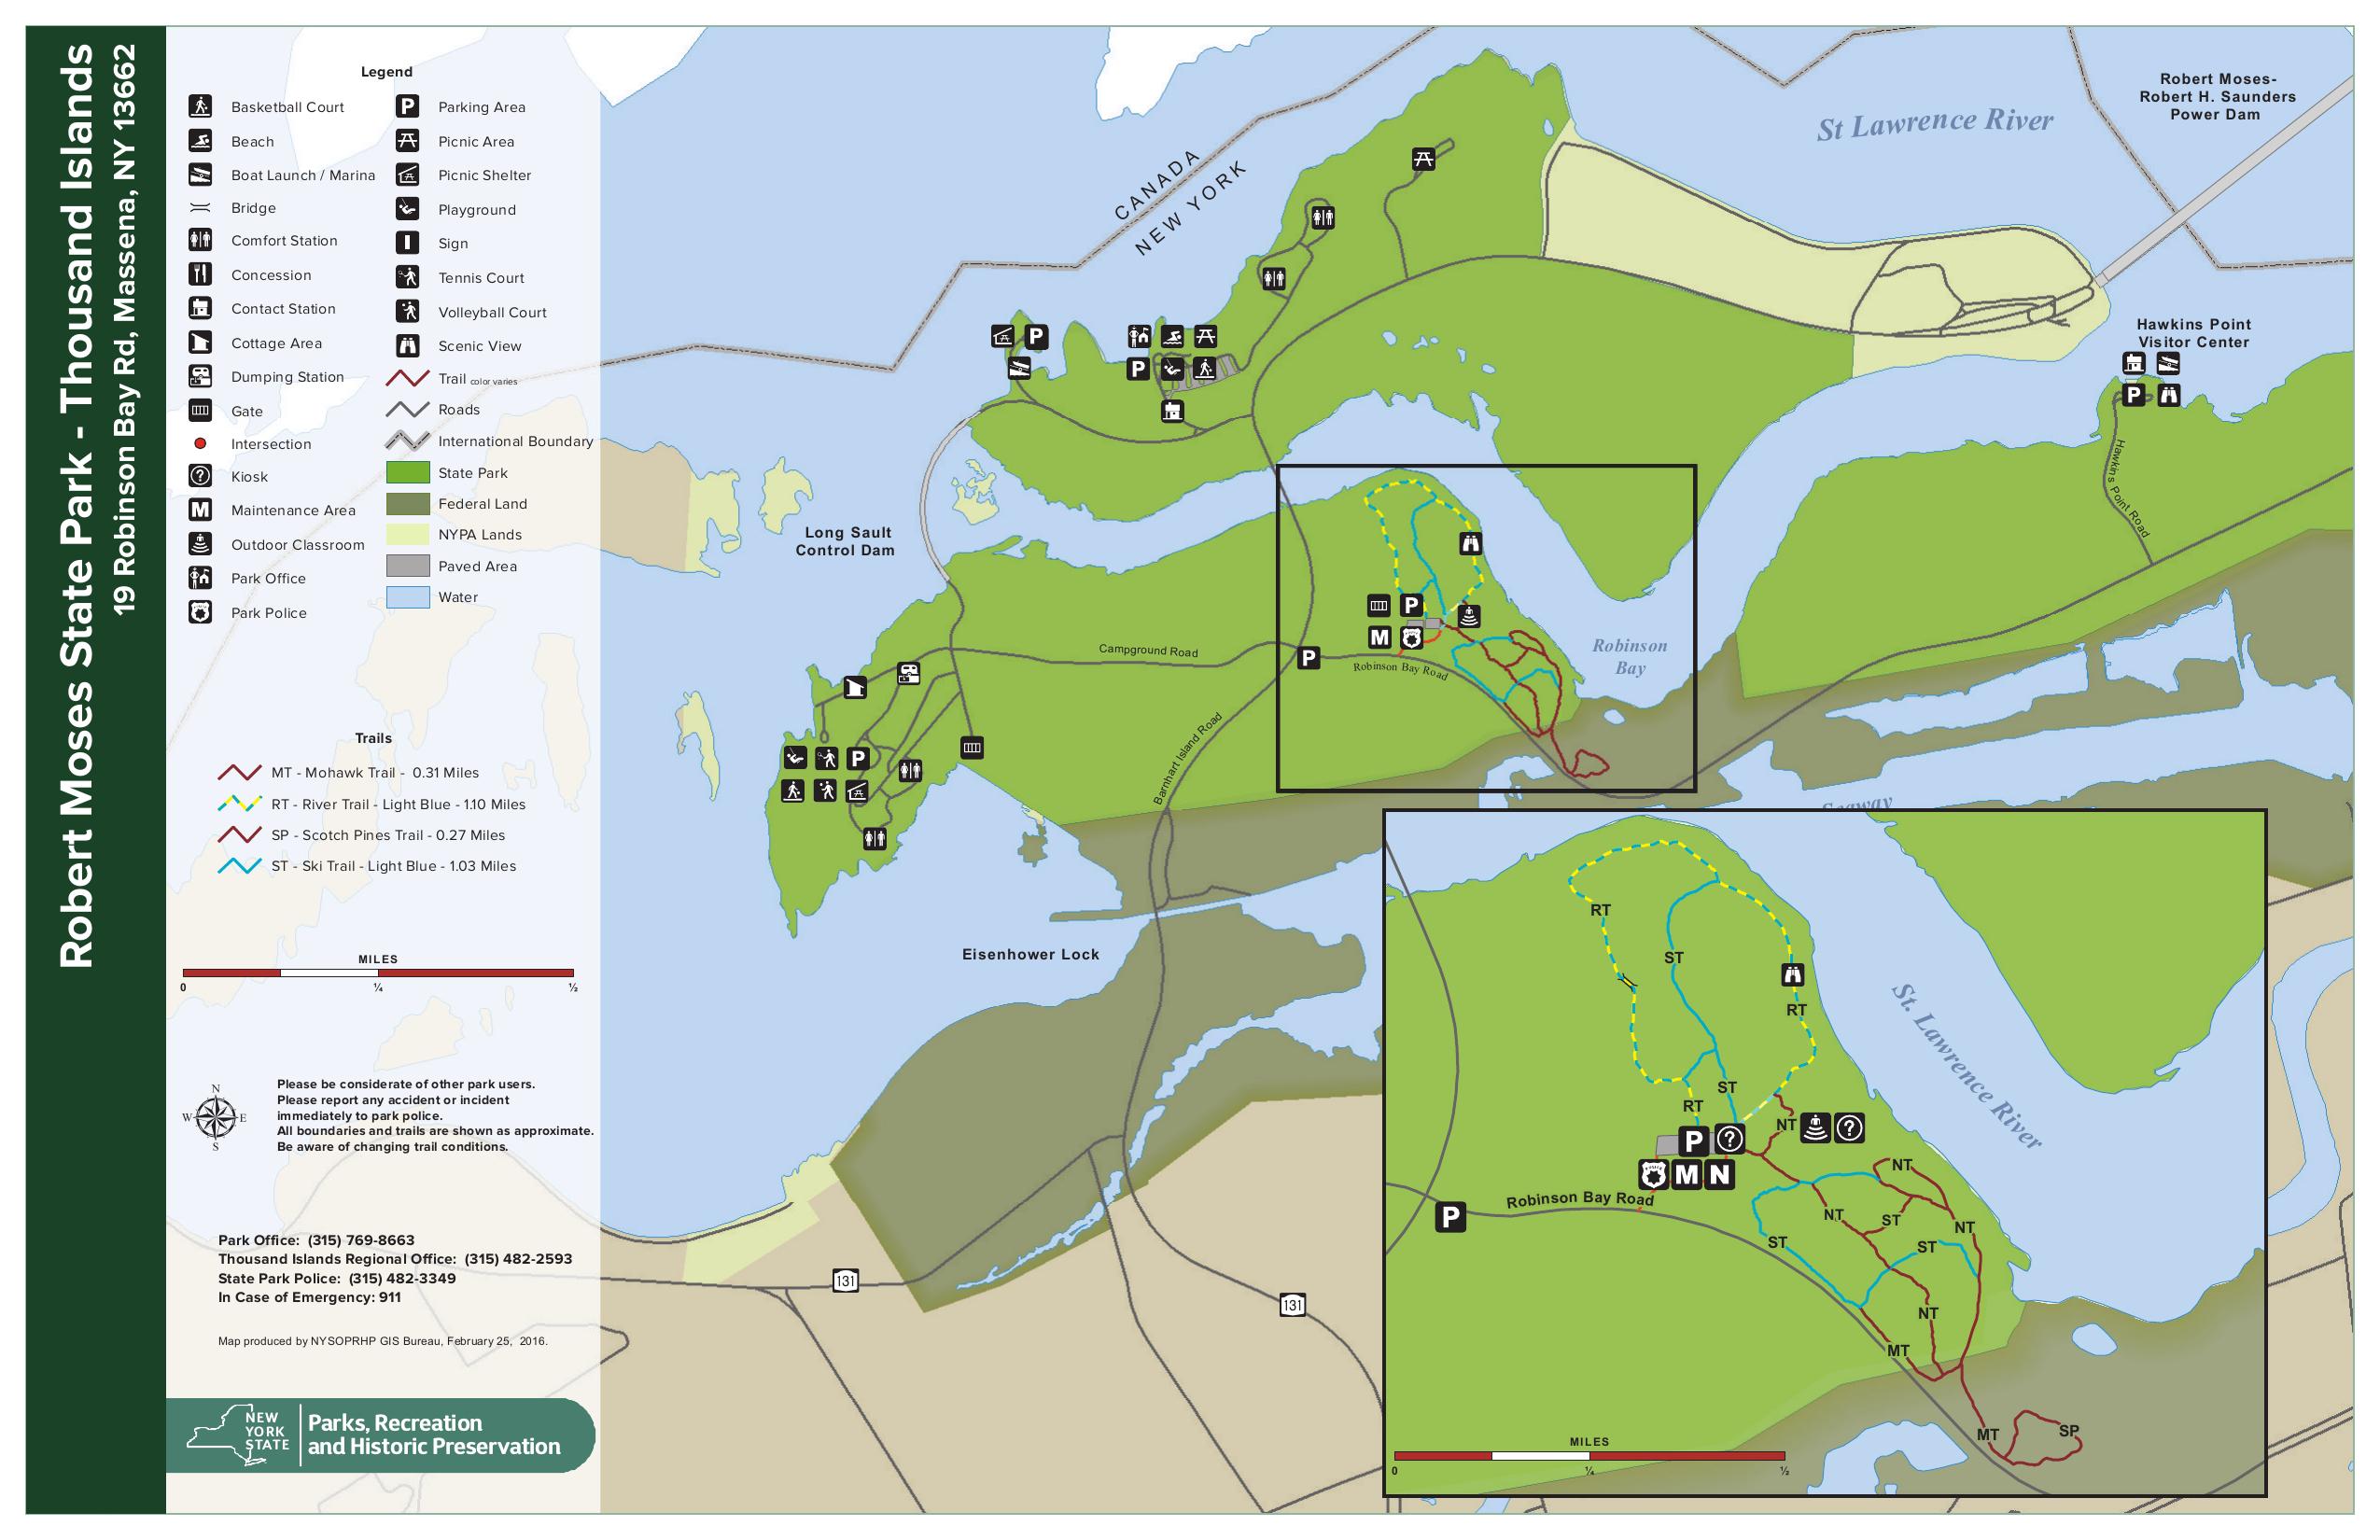 Robert Moses State Park - Thousand Islands
19 Robinson Bay Rd, Massena, NY 13662
Legend
Basketball Court
Beach
Boat Launch / Marina
Bridge
Comfort Station
Concession
Contact Station
Cottage Area
Dumping Station
Gate
Intersection
Kiosk
M Maintenance Area
Outdoor Classroom
Park Office
Park Police
P Parking Area
Picnic Area
Picnic Shelter
Playground
Sign
Tennis Court
Volleyball Court
Scenic View
Trail color varies
Roads
International Boundary
State Park
Federal Land
NYPA Lands
Paved Area
Water
Trails
MT - Mohawk Trail - 0.31 Miles
RT - River Trail - Light Blue - 1.10 Miles
SP - Scotch Pines Trail - 0.27 Miles
ST - Ski Trail - Light Blue - 1.03 Miles
MILES
0 ¼ ½
N
W E
S
Please be considerate of other park users.
Please report any accident or incident
immediately to park police.
All boundaries and trails are shown as approximate.
Be aware of changing trail conditions.
Park Office: (315) 769-8663
Thousand Islands Regional Office: (315) 482-2593
State Park Police: (315) 482-3349
In Case of Emergency: 911
Map produced by NYSOPRHP GIS Bureau, February 25, 2016.
NEW
YORK
STATE
Parks, Recreation
and Historic Preservation
CANADA
NEW YORK
St Lawrence River
Robert Moses-
Robert H. Saunders
Power Dam
Hawkins Point
Visitor Center
P
Hawkins Point Road
P
P
Long Sault
Control Dam
P
M
P
Campground Road
Robinson Bay Road
Robinson
Bay
Barnhart Island Road
P
Seaway
Eisenhower Lock
131
131
RT
ST
RT
ST
RT
NT
P ?
?
M N
P
Robinson Bay Road
NT
NT
ST
NT
ST
ST
NT
MT
MT
SP
St. Lawrence River
MILES
0 ¼ ½